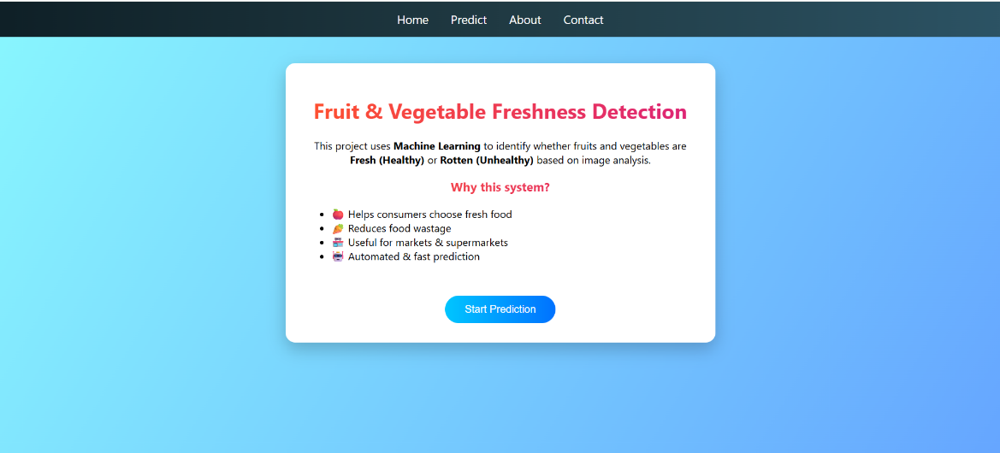 Home Predict About Contact
Fruit & Vegetable Freshness Detection
This project uses Machine Learning to identify whether fruits and vegetables are
Fresh (Healthy) or Rotten (Unhealthy) based on image analysis.
Why this system?
Helps consumers choose fresh food
Reduces food wastage
Useful for markets & supermarkets
Automated & fast prediction
Start Prediction